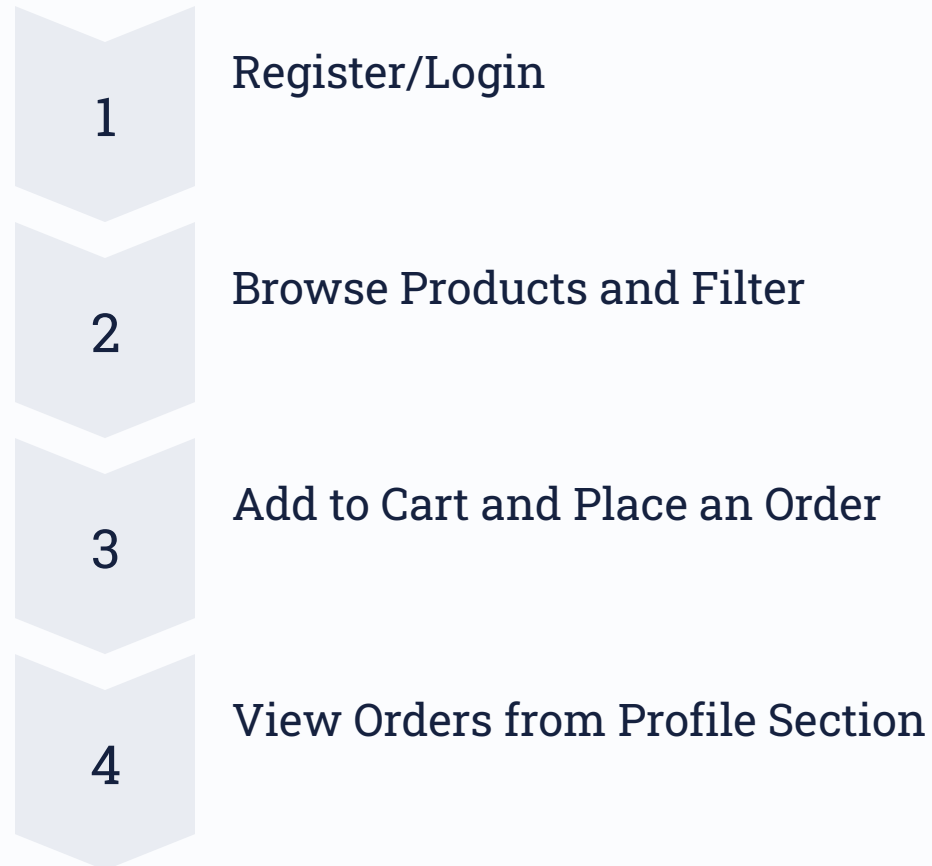 1
Register/Login
2
Browse Products and Filter
3
Add to Cart and Place an Order
4
View Orders from Profile Section